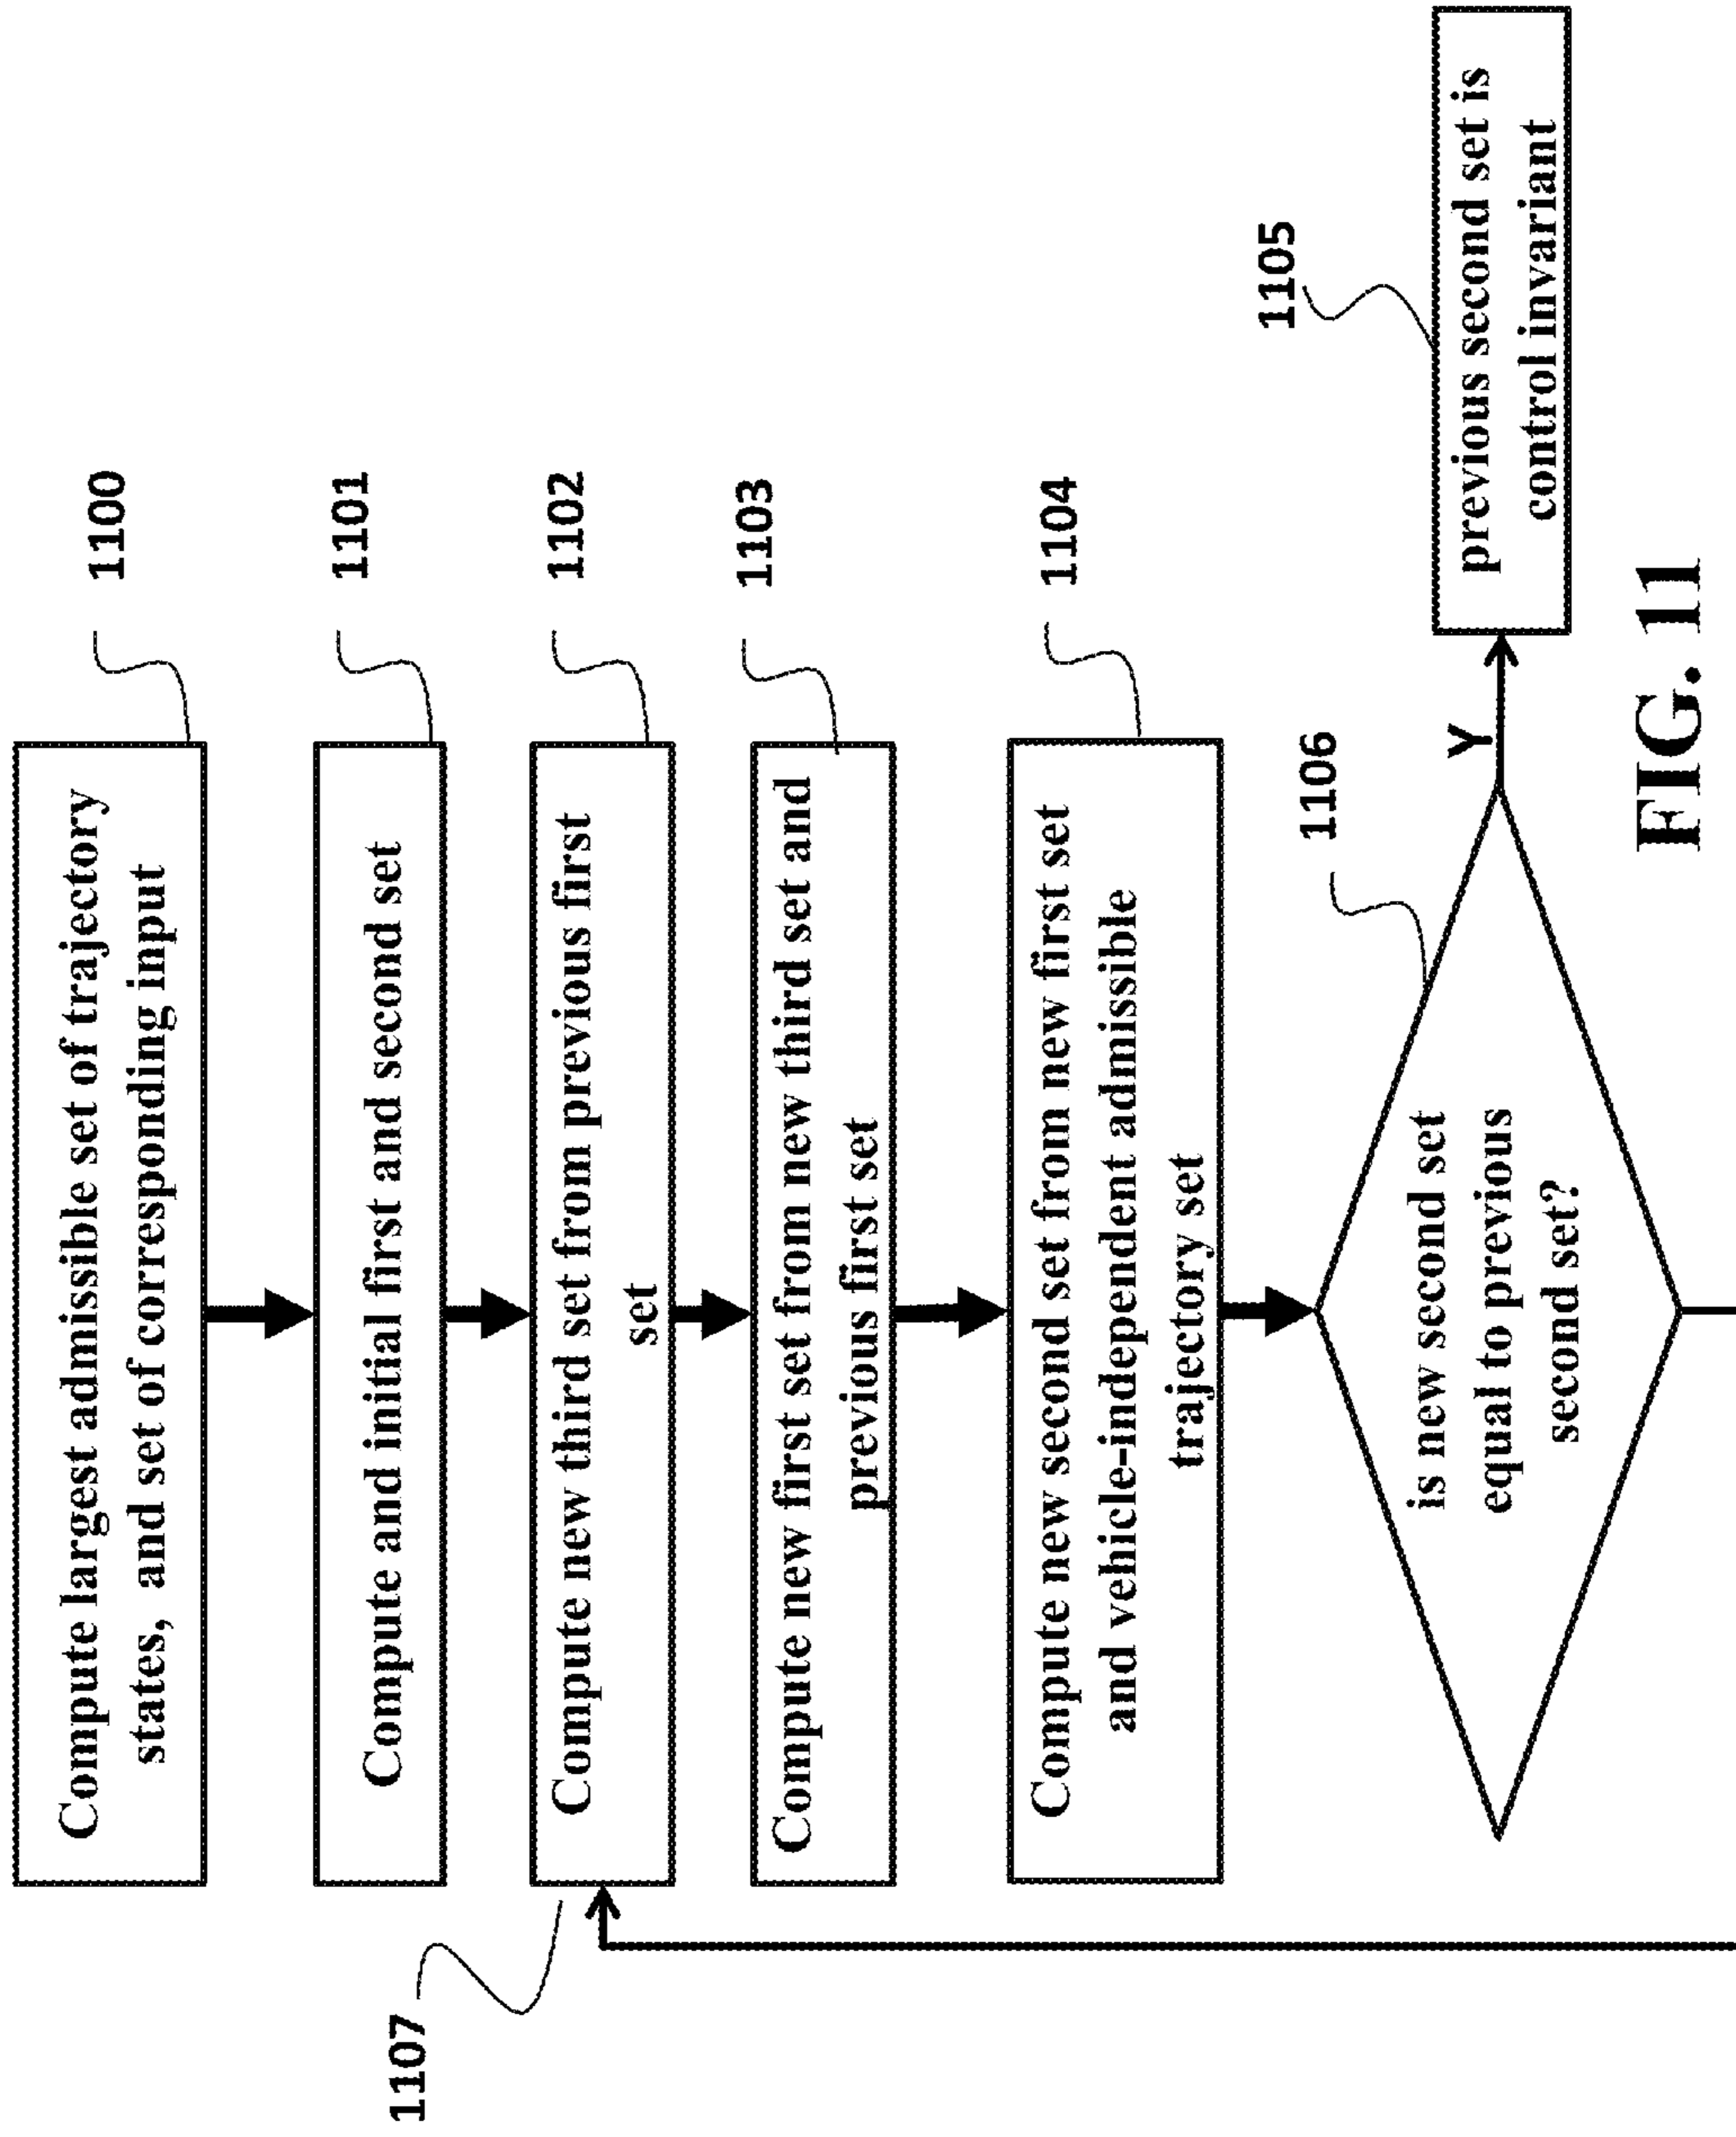 Compute largest admissible set of trajectory
states, and set of corresponding input
1100
Compute and initial first and second set
1101
1107
Compute new third set from previous first
set
1102
Compute new first set from new third set and
previous first set
1103
Compute new second set from new first set
and vehicle-independent admissible
trajectory set
1104
is new second set
equal to previous
second set?
1106
Y
previous second set is
control invariant
1105
FIG. 11